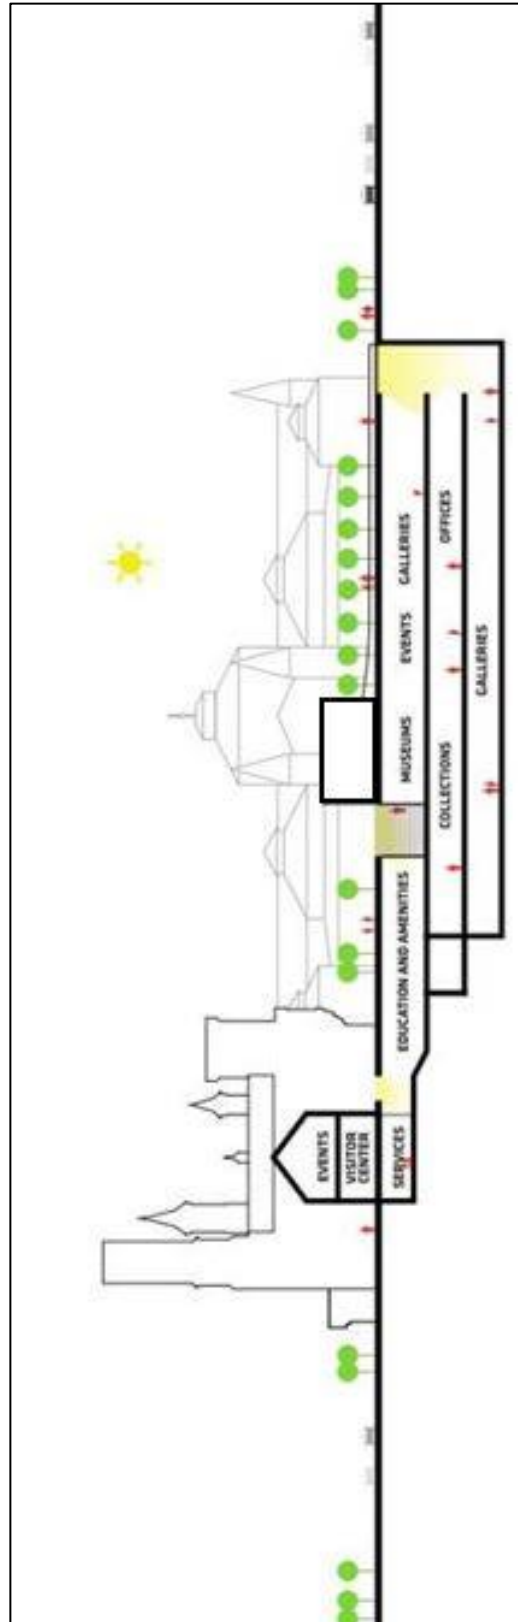 EVENTS
VISITOR
CENTER
SERVICES EDUCATION AND AMENITIES MUSEUMS EVENTS GALLERIES
COLLECTIONS OFFICES
GALLERIES